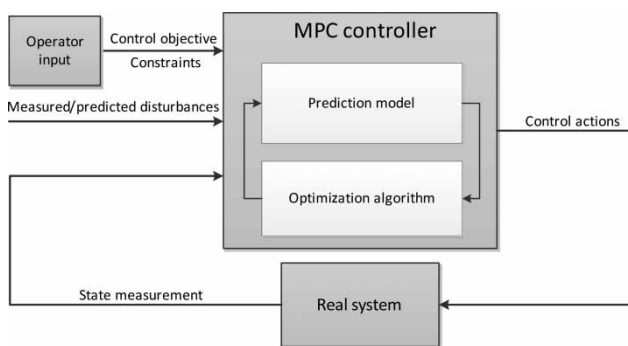 Operator
input
Control objective
Constraints
MPC controller
Measured/predicted disturbances
Prediction model
Control actions
Optimization algorithm
State measurement
Real system